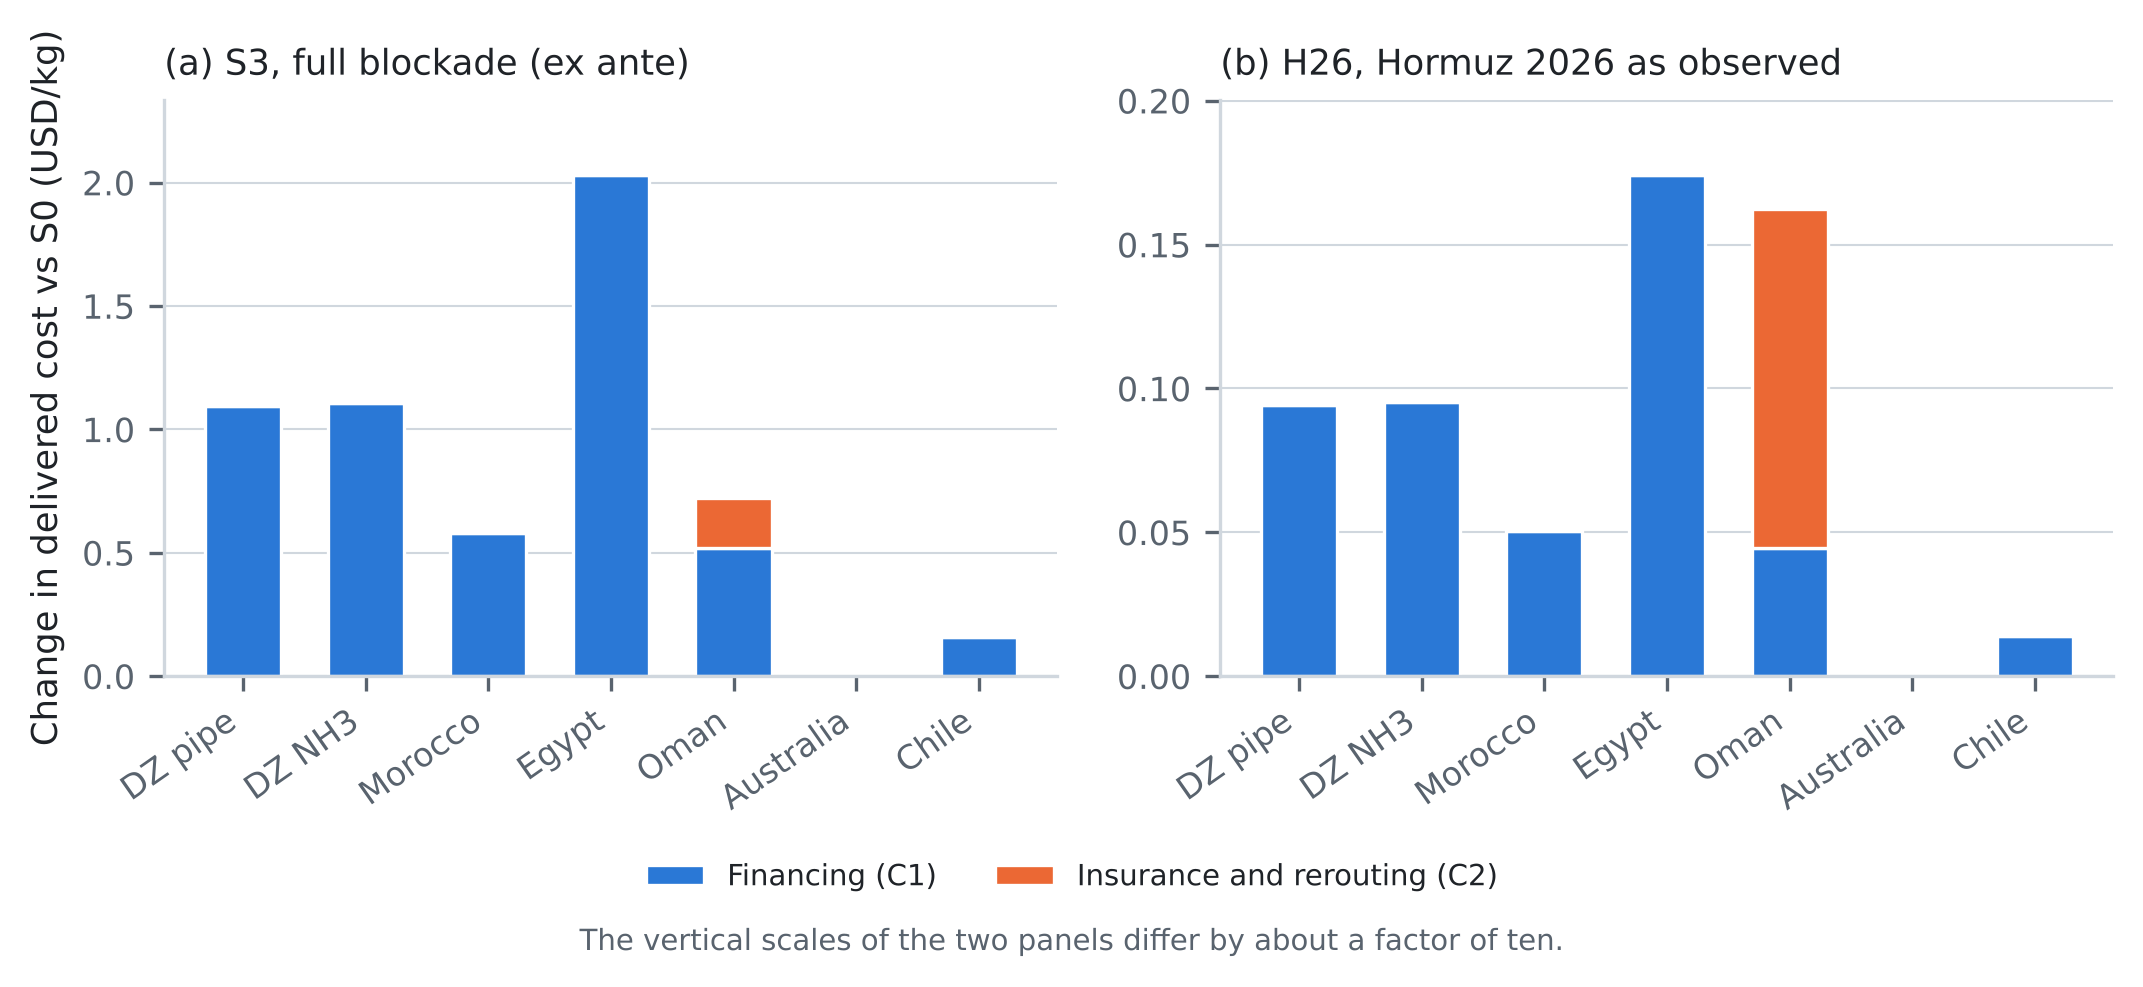 Change in delivered cost vs S0 (USD/kg)
(a) S3, full blockade (ex ante)
2.0
1.5
1.0
0.5
0.0
DZ pipe
DZ NH3
Morocco
Egypt
Oman
Australia
Chile
(b) H26, Hormuz 2026 as observed
0.20
0.15
0.10
0.05
0.00
DZ pipe
DZ NH3
Morocco
Egypt
Oman
Australia
Chile
Financing (C1)
Insurance and rerouting (C2)
The vertical scales of the two panels differ by about a factor of ten.